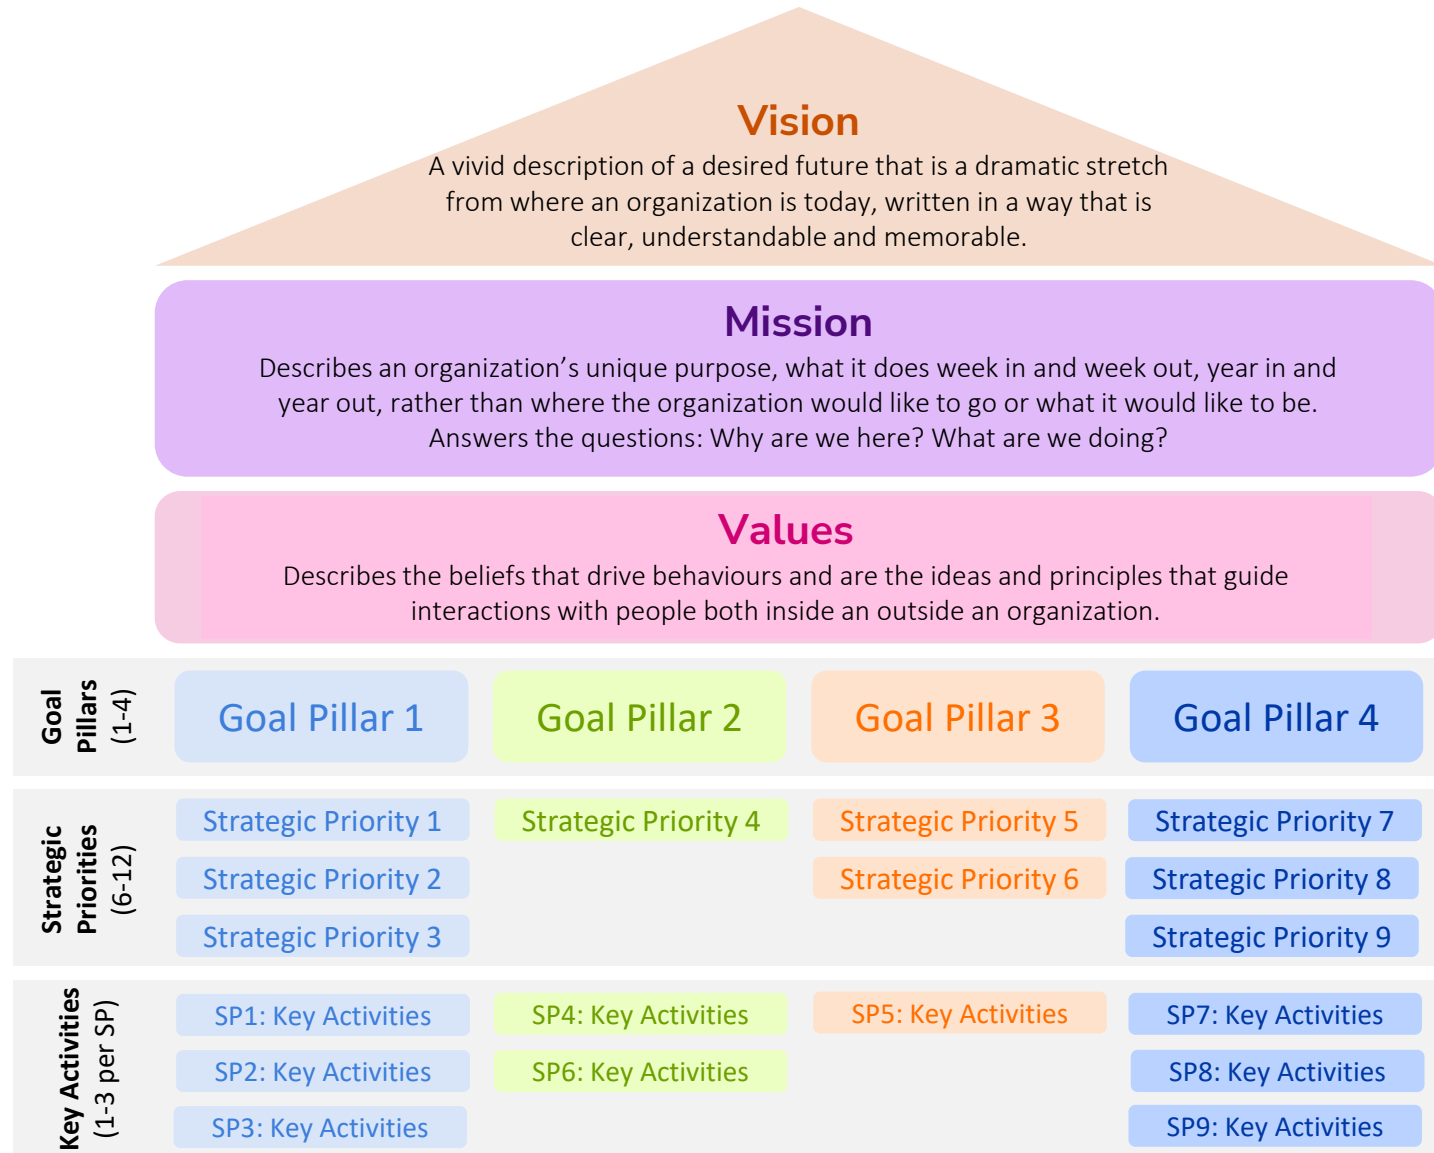 Vision
A vivid description of a desired future that is a dramatic stretch
from where an organization is today, written in a way that is
clear, understandable and memorable.
Mission
Describes an organization’s unique purpose, what it does week in and week out, year in and
year out, rather than where the organization would like to go or what it would like to be.
Answers the questions: Why are we here? What are we doing?
Values
Describes the beliefs that drive behaviours and are the ideas and principles that guide
interactions with people both inside an outside an organization.
Goal
Pillars
(1-4)
Goal Pillar 1
Goal Pillar 2
Goal Pillar 3
Goal Pillar 4
Strategic
Priorities
(6-12)
Strategic Priority 1
Strategic Priority 4
Strategic Priority 5
Strategic Priority 7
Strategic Priority 2
Strategic Priority 6
Strategic Priority 8
Strategic Priority 3
Strategic Priority 9
Key Activities
(1-3 per SP)
SP1: Key Activities
SP4: Key Activities
SP5: Key Activities
SP7: Key Activities
SP2: Key Activities
SP6: Key Activities
SP8: Key Activities
SP3: Key Activities
SP9: Key Activities